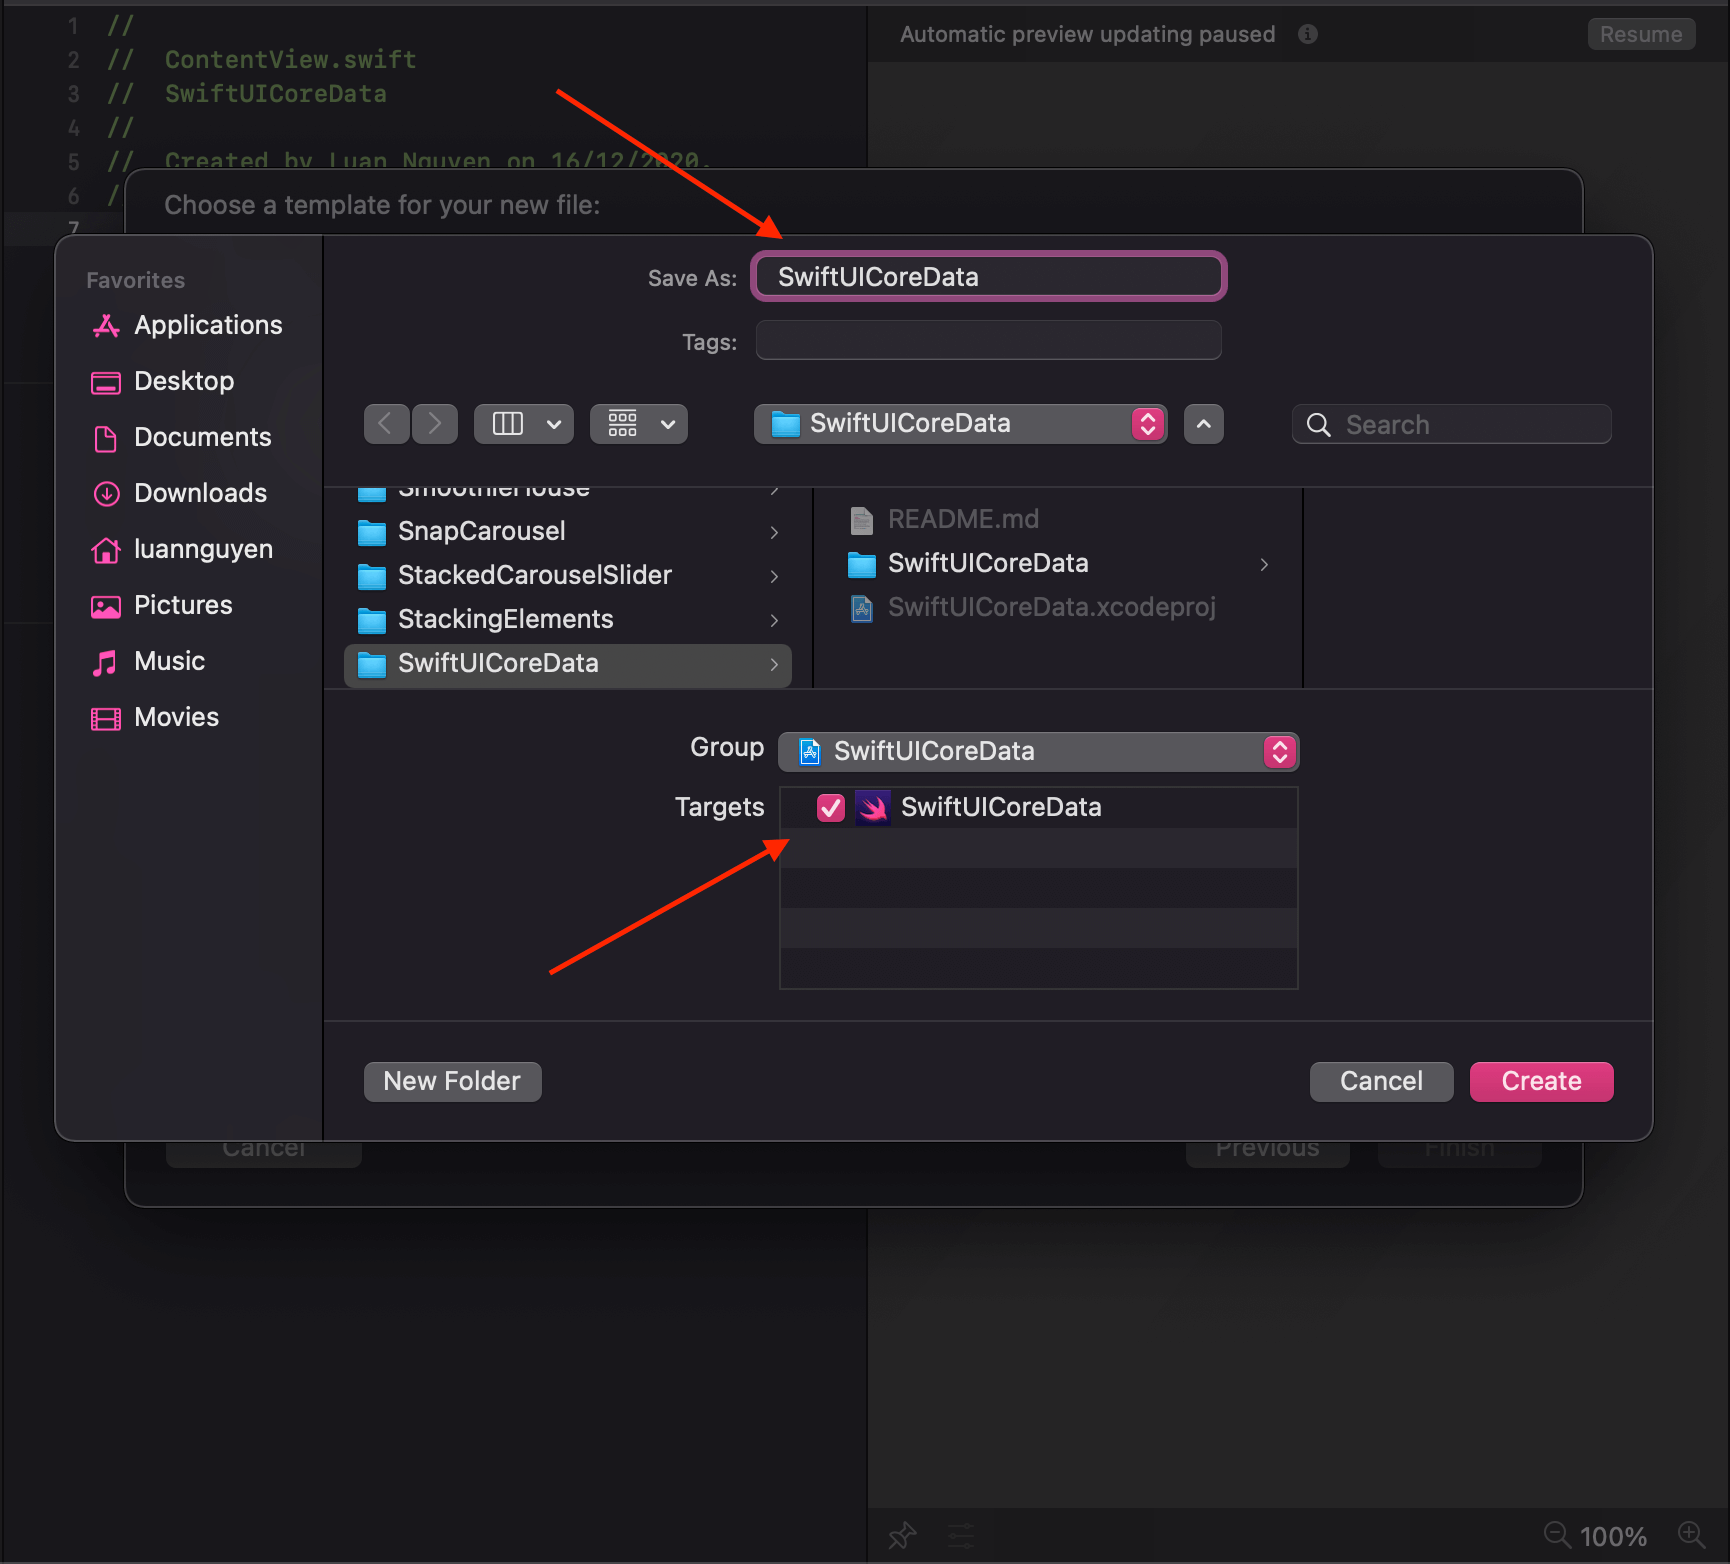 1 //
2 // ContentView.swift
3 // SwiftUICoreData
4 //
5 // Created by Luan Nguyen on 16/12/2020.
6 /
7
Automatic preview updating paused
Resume
Choose a template for your new file:
Favorites
Applications
Desktop
Documents
Downloads
luannguyen
Pictures
Music
Movies
Save As: SwiftUICoreData
Tags:
SwiftUICoreData
Search
SmoothieHouse
SnapCarousel
StackedCarouselSlider
StackingElements
SwiftUICoreData
README.md
SwiftUICoreData
SwiftUICoreData.xcodeproj
Group SwiftUICoreData
Targets SwiftUICoreData
New Folder
Cancel
Create
Cancel
Previous
Finish
100%